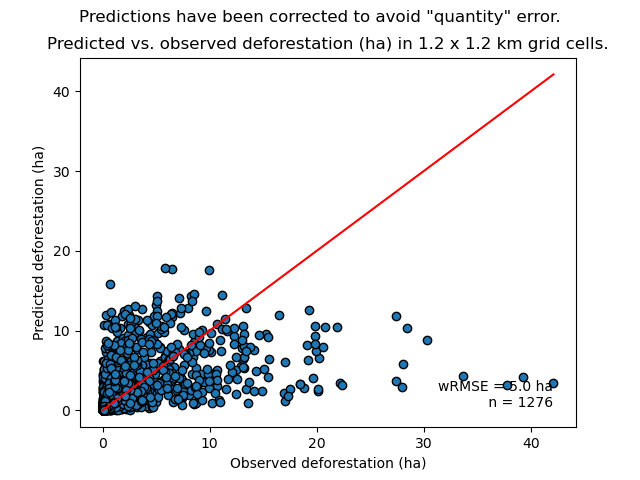 Predictions have been corrected to avoid "quantity" error.
Predicted vs. observed deforestation (ha) in 1.2 x 1.2 km grid cells.
40
30
20
10
0
Predicted deforestation (ha)
wRMSE = 5.0 ha
n = 1276
0 10 20 30 40
Observed deforestation (ha)